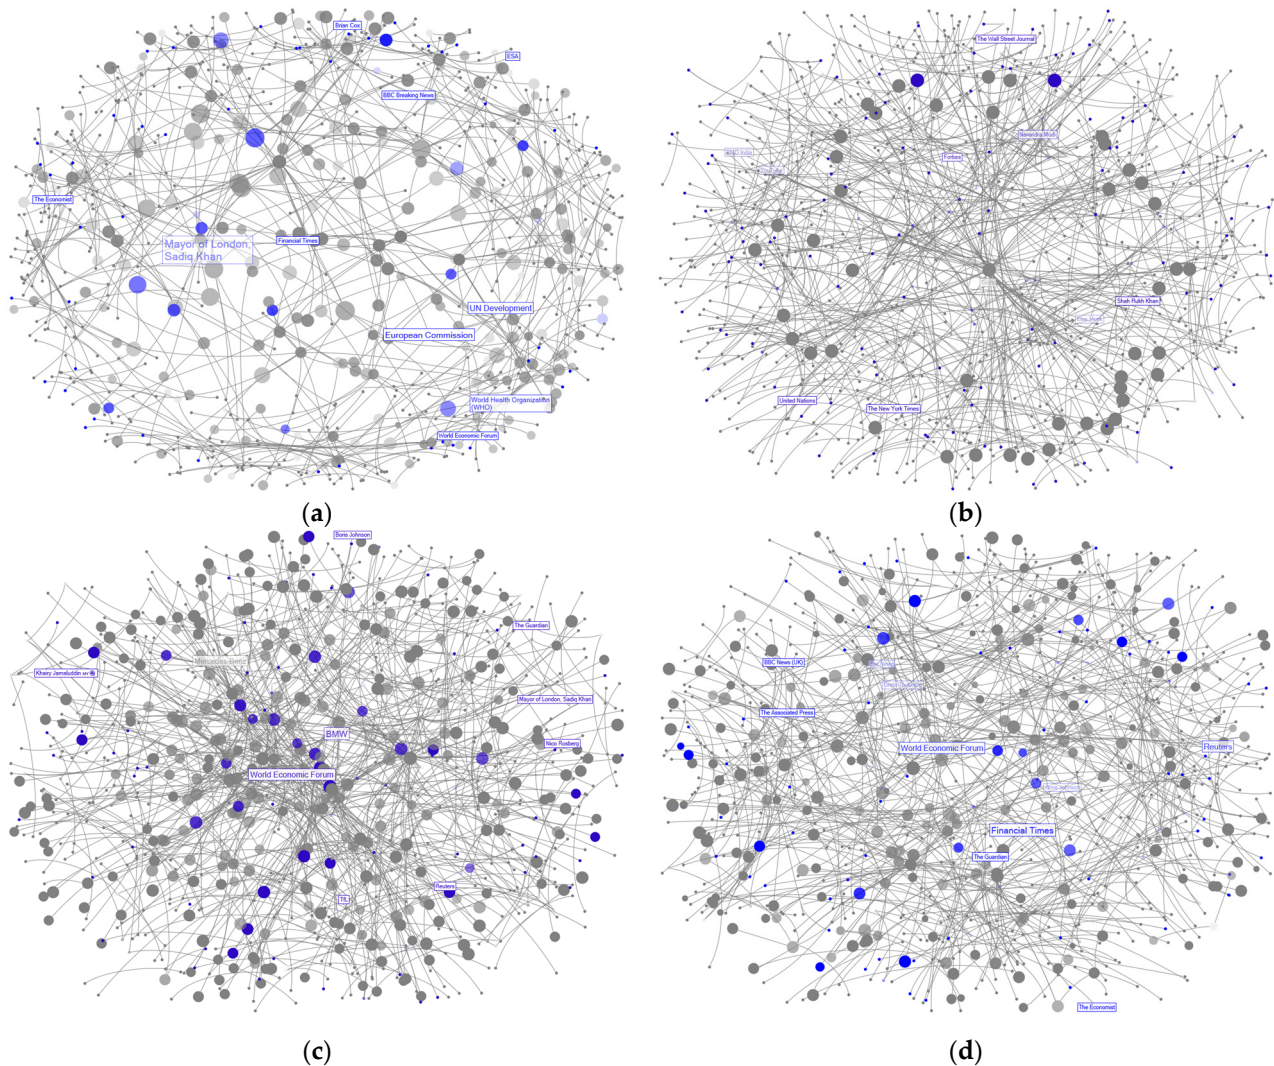 Brian Cox
ESA
BBC Breaking News
The Economist
Mayor of London,
Sadiq Khan
Financial Times
UN Development
European Commission
World Health Organization
(WHO)
World Economic Forum
(a)
The Wall Street Journal
Narendra Modi
Forbes
Shah Rukh Khan
United Nations
The New York Times
(b)
Boris Johnson
The Guardian
Mercedes-Benz
Khairy Jamaluddin
Mayor of London, Sadiq Khan
BMW
Nico Rosberg
World Economic Forum
Reuters
TfL
(c)
BBC News (UK)
The Associated Press
World Economic Forum
Reuters
Financial Times
The Guardian
The Economist
(d)